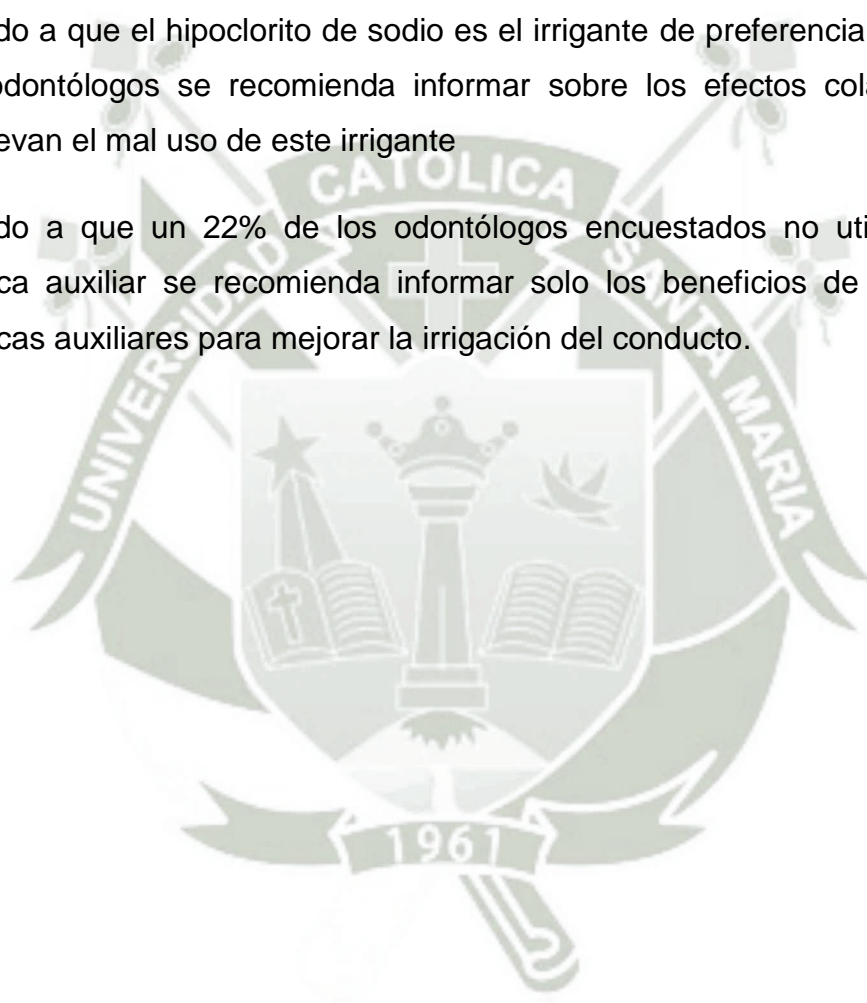 do a que el hipoclorito de sodio es el irrigante de preferencia
odontólogos se recomienda informar sobre los efectos cola
evan el mal uso de este irrigante
do a que un 22% de los odontólogos encuestados no uti
ca auxiliar se recomienda informar solo los beneficios de
cas auxiliares para mejorar la irrigación del conducto.
UNIVERSIDAD CATÓLICA SANTA MARIA
1961